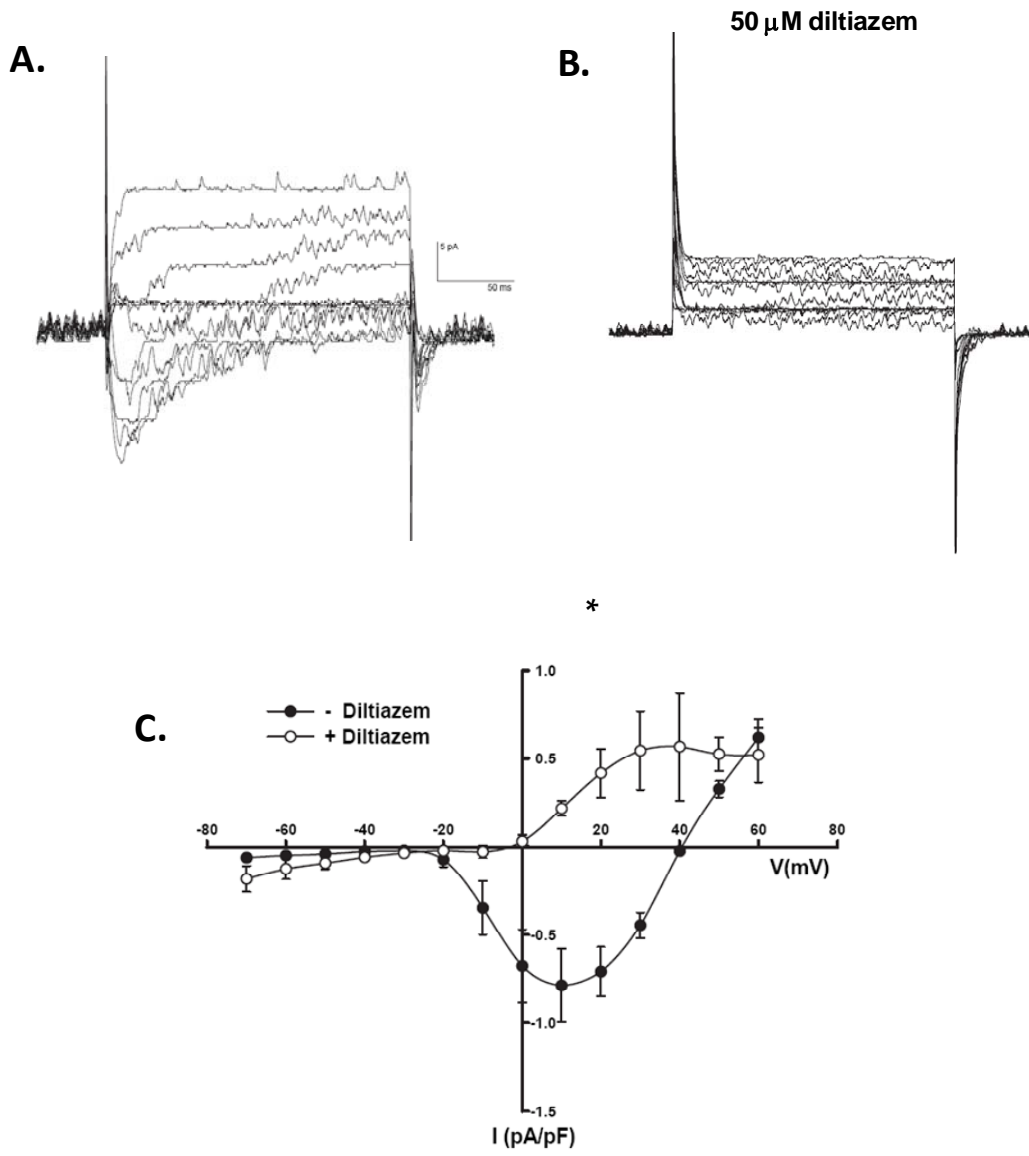 50 μM diltiazem
A.
B.
5 pA
50 ms
*
C.
- Diltiazem
+ Diltiazem
1.0
0.5
-80 -60 -40 -20 20 40 60 80
V(mV)
-0.5
-1.0
-1.5
I (pA/pF)